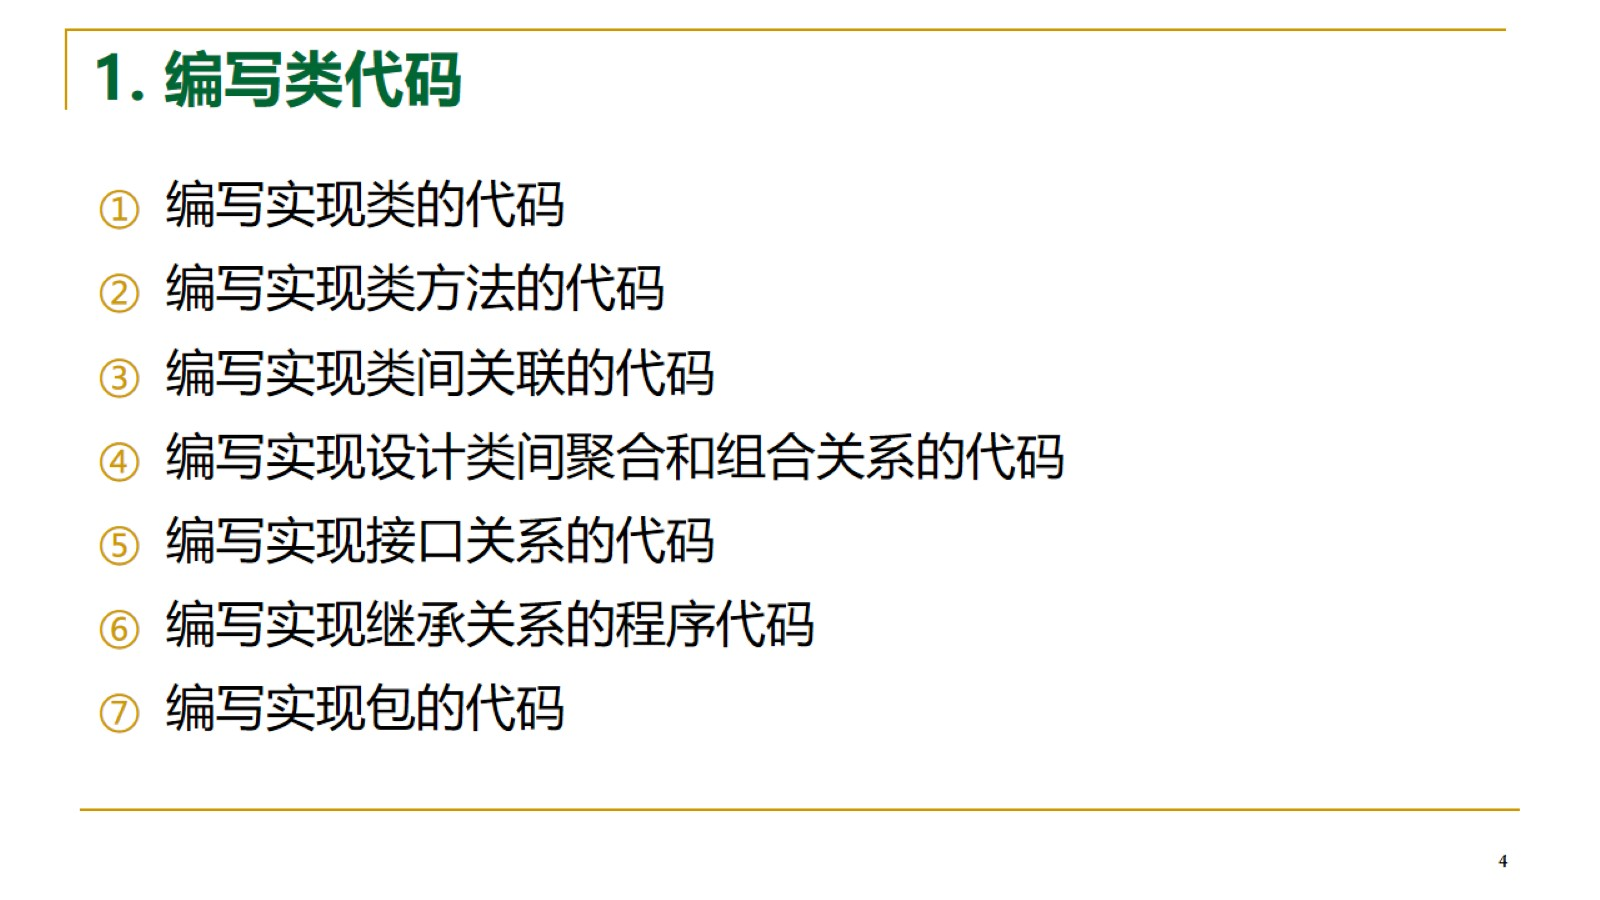 1. 编写类代码
① 编写实现类的代码
② 编写实现类方法的代码
③ 编写实现类间关联的代码
④ 编写实现设计类间聚合和组合关系的代码
⑤ 编写实现接口关系的代码
⑥ 编写实现继承关系的程序代码
⑦ 编写实现包的代码
4